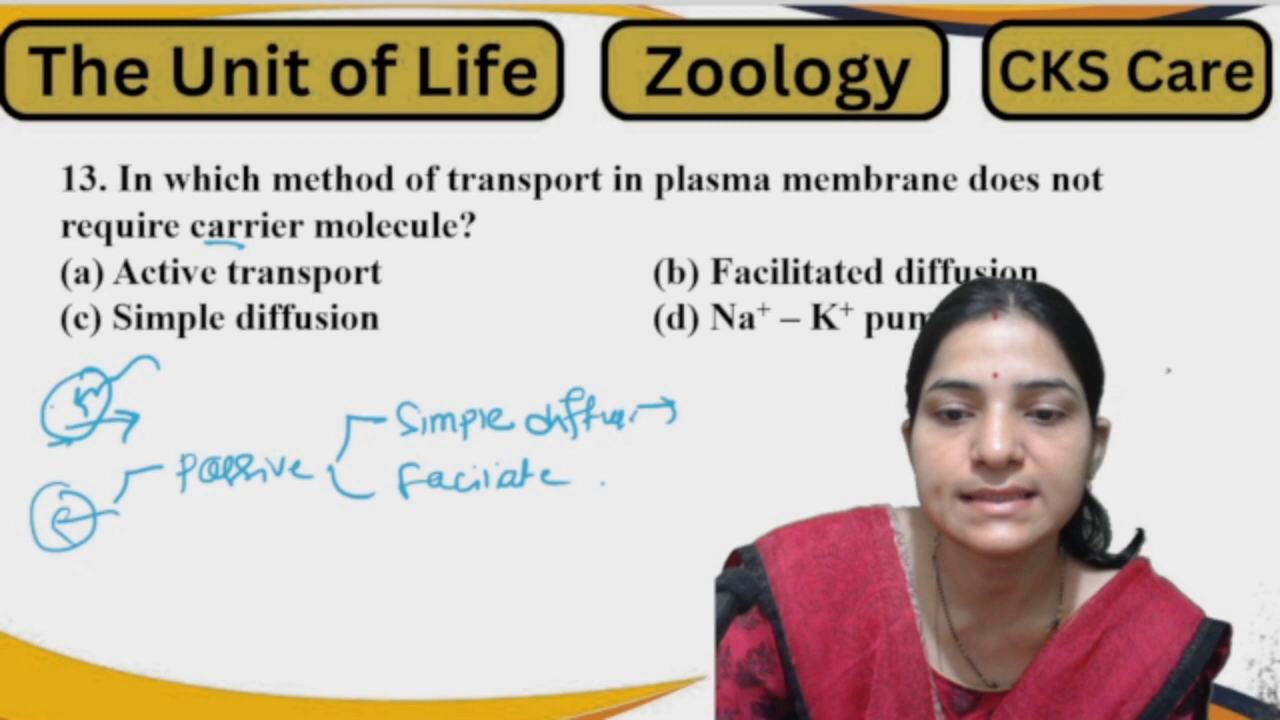 The Unit of Life
Zoology
CKS Care
13. In which method of transport in plasma membrane does not
require carrier molecule?
(a) Active transport
(b) Facilitated diffusion
(c) Simple diffusion
(d) Na⁺ – K⁺ pum
Simple
Passive